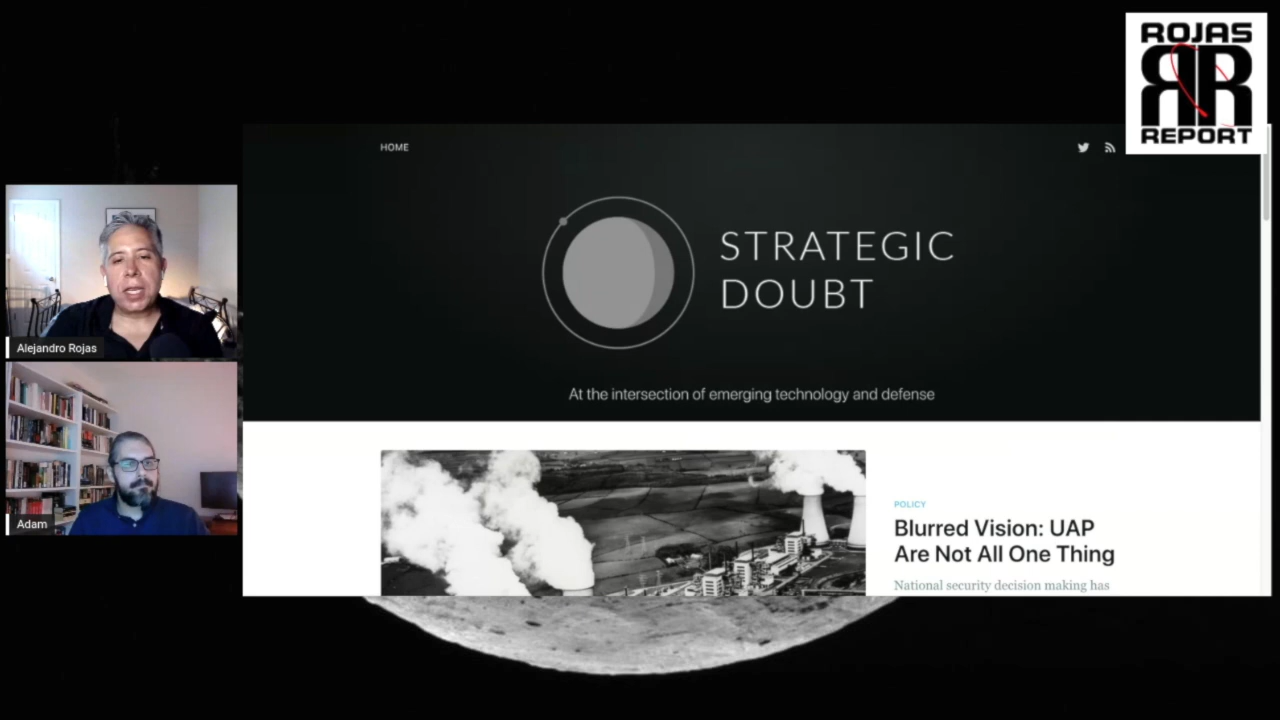 ROJAS
RR
REPORT
HOME
STRATEGIC
DOUBT
At the intersection of emerging technology and defense
Alejandro Rojas
Adam
POLICY
Blurred Vision: UAP
Are Not All One Thing
National security decision making has